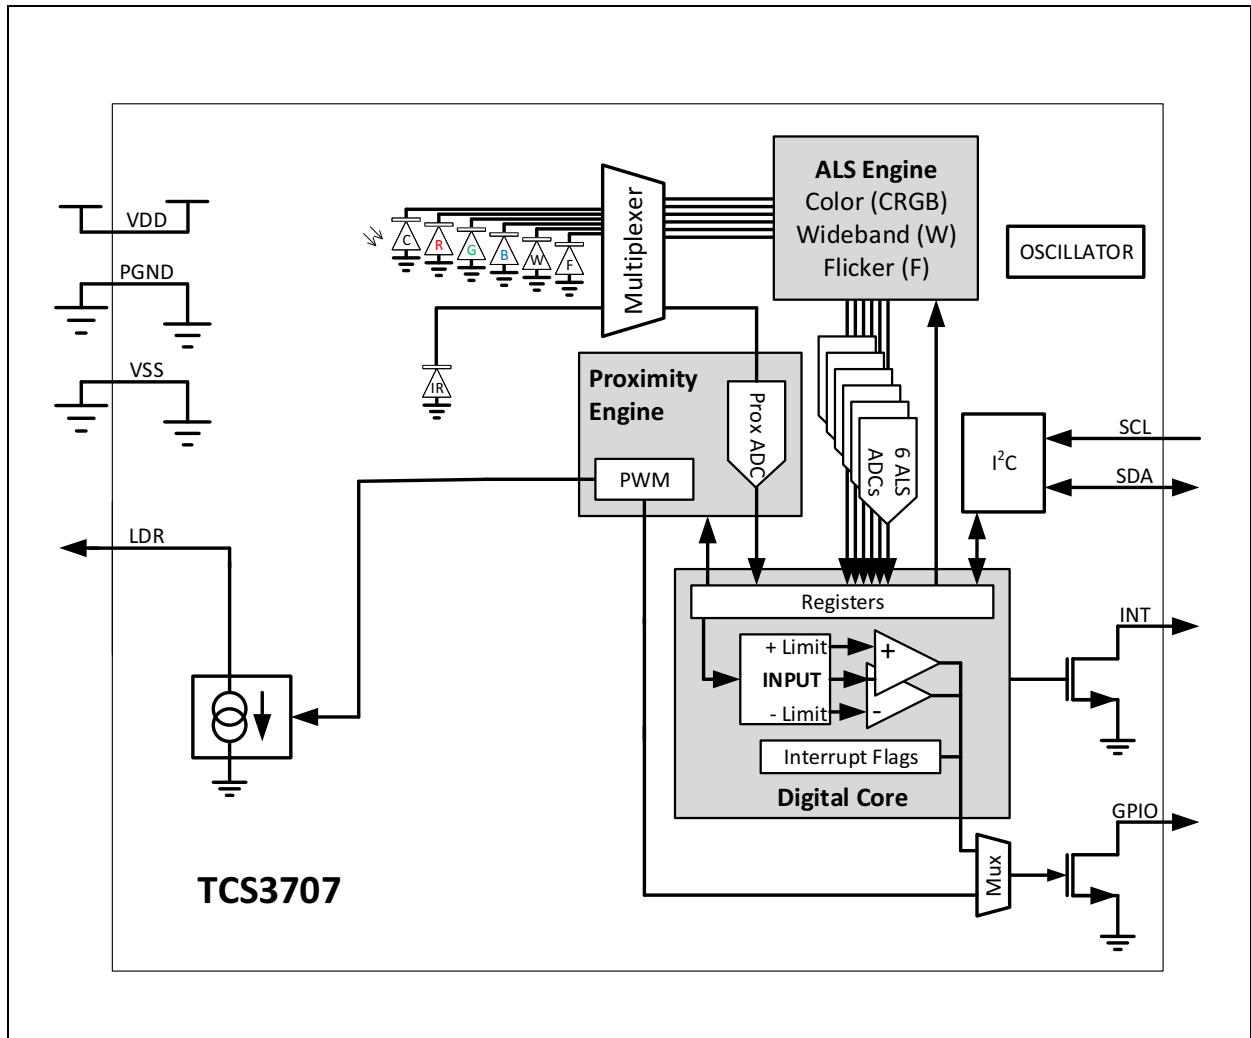 ALS Engine
Color (CRGB)
Wideband (W)
Flicker (F)
OSCILLATOR
Multiplexer
C
R
G
B
W
F
IR
VDD
PGND
VSS
LDR
Proximity
Engine
Prox ADC
PWM
6 ALS
ADCs
I²C
SCL
SDA
INT
GPIO
Registers
+ Limit
INPUT
- Limit
+
-
Interrupt Flags
Digital Core
Mux
TCS3707